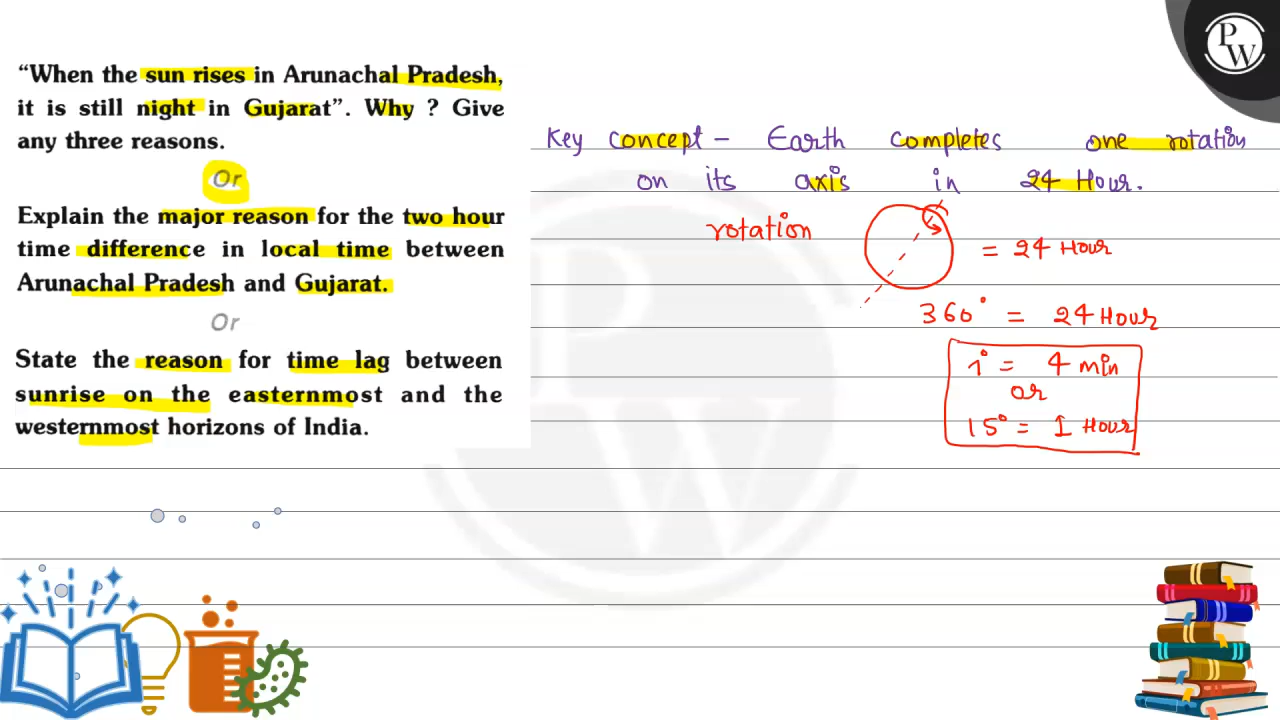 "When the sun rises in Arunachal Pradesh,
it is still night in Gujarat". Why ? Give
any three reasons.
Or
Explain the major reason for the two hour
time difference in local time between
Arunachal Pradesh and Gujarat.
Or
State the reason for time lag between
sunrise on the easternmost and the
westernmost horizons of India.
P
W
Key concept - Earth completes one rotation
on its axis in 24 Hour.
rotation
= 24 Hour
360° = 24 Hour
1° = 4 min
or
15° = 1 Hour
P
W